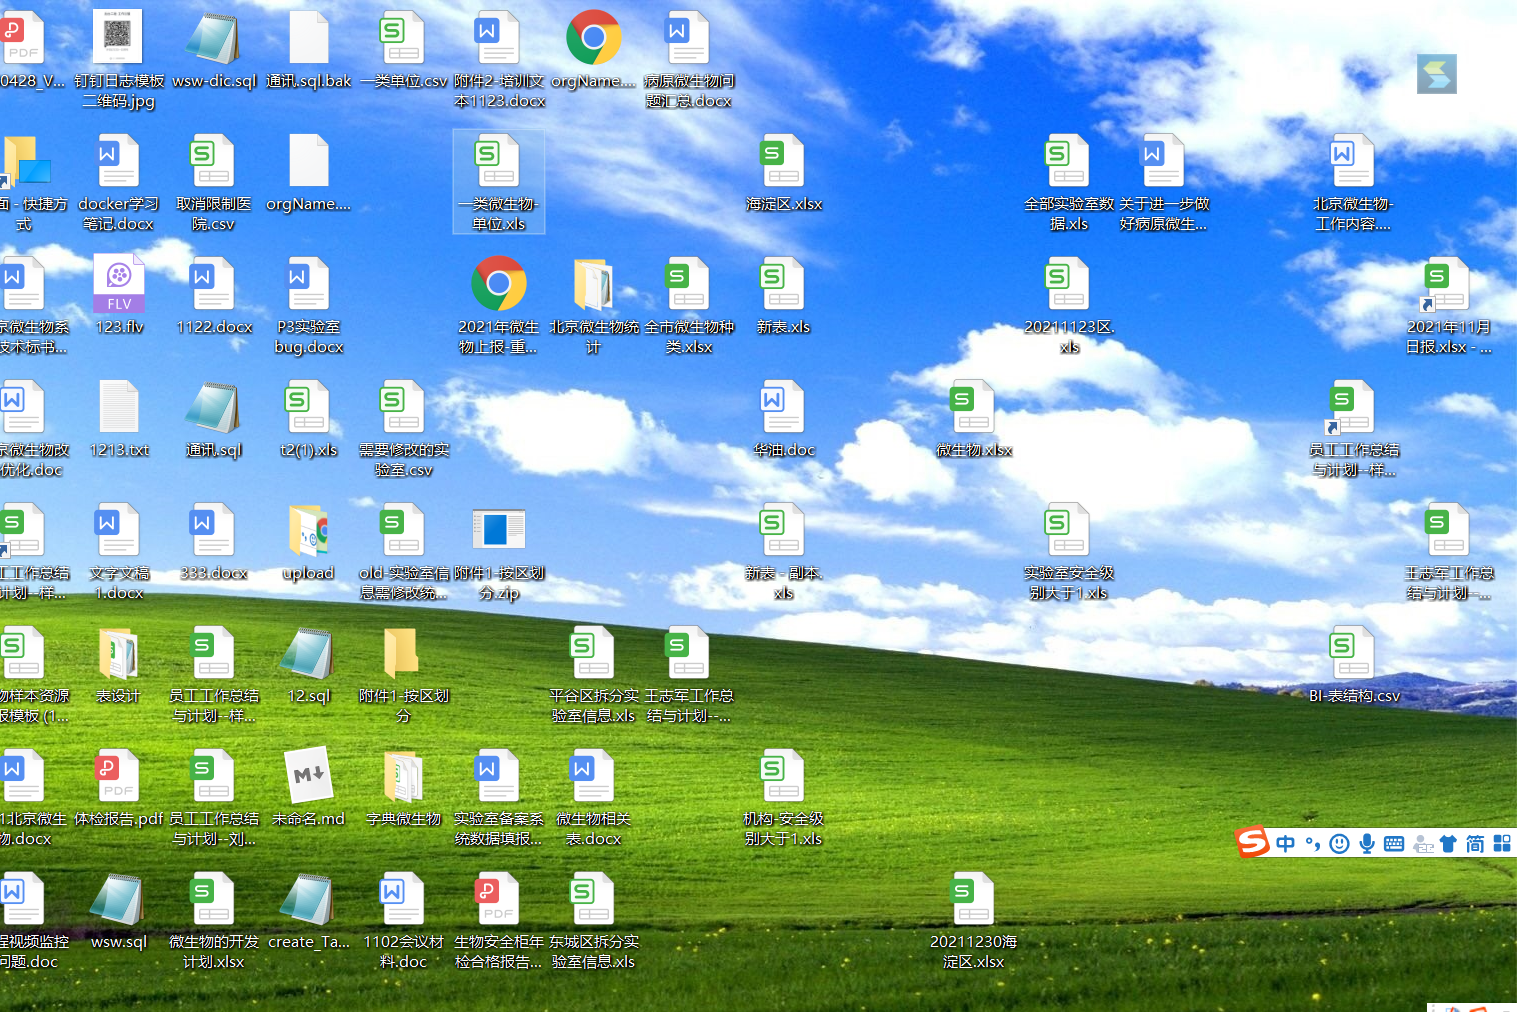 0428_V...
钉钉日志模板
二维码.jpg
wsw-dic.sql
通讯.sql.bak
一类单位.csv
附件2-培训文
本1123.docx
orgName....
病原微生物问
题汇总.docx
面 - 快捷方
式
docker学习
笔记.docx
取消限制医
院.csv
orgName....
一类微生物-
单位.xls
海淀区.xlsx
全部实验室数
据.xls
关于进一步做
好病原微生...
北京微生物-
工作内容....
京微生物系
技术标书...
FLV
123.flv
1122.docx
P3实验室
bug.docx
2021年微生
物上报-重...
北京微生物统
计
全市微生物种
类.xlsx
新表.xls
20211123区.
xls
2021年11月
日报.xlsx - ...
京微生物改
优化.doc
1213.txt
通讯.sql
t2(1).xls
需要修改的实
验室.csv
华油.doc
微生物.xlsx
员工工作总结
与计划--样...
工工作总结
计划--样...
文字文稿
1.docx
333.docx
upload
old-实验室信
息需修改统...
附件1-按区划
分.zip
新表 - 副本.
xls
实验室安全级
别大于1.xls
王志军工作总
结与计划--...
物样本资源
报模板 (1...
表设计
员工工作总结
与计划--样...
12.sql
附件1-按区划
分
平谷区拆分实
验室信息.xls
王志军工作总
结与计划--...
BI-表结构.csv
1北京微生
物.docx
PDF
体检报告.pdf
员工工作总结
与计划--刘...
未命名.md
字典微生物
实验室备案系
统数据填报...
微生物相关
表.docx
机构-安全级
别大于1.xls
中
简
程视频监控
问题.doc
wsw.sql
微生物的开发
计划.xlsx
create_Ta...
1102会议材
料.doc
PDF
生物安全柜年
检合格报告...
东城区拆分实
验室信息.xls
20211230海
淀区.xlsx